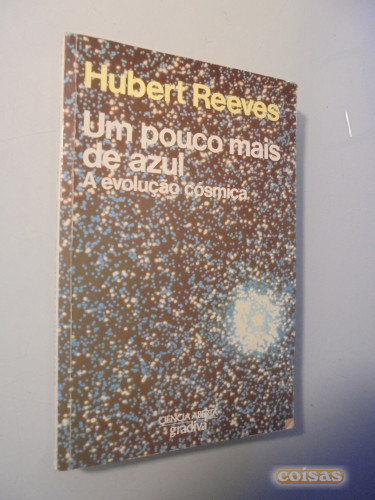 Hubert Reeves
Um pouco mais
de azul
A evolução cósmica
CIÊNCIA ABERTA
gradiva
coisas